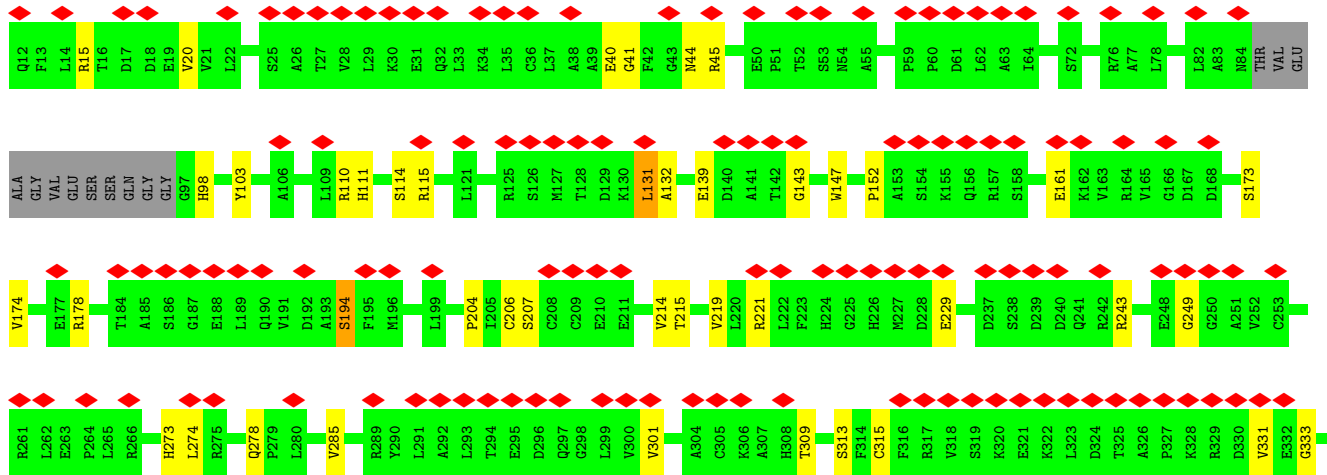 Q12 F13 L14 R15 T16 D17 D18 E19 V20 V21 L22 S25 A26 T27 V28 L29 K30 E31 Q32 L33 K34 L35 C36 L37 A38 A39 E40 G41 F42 G43 N44 R45 E50 P51 T52 S53 N54 A55 P59 P60 D61 L62 A63 I64 S72 R76 A77 L78 L82 A83 N84 THR VAL GLU
ALA GLY VAL GLU SER SER GLN GLY GLY G97 H98 Y103 A106 L109 R110 H111 S114 R115 L121 R125 S126 M127 T128 D129 K130 L131 A132 E139 D140 A141 T142 G143 W147 P152 A153 S154 K155 Q156 R157 S158 E161 K162 V163 R164 V165 G166 D167 D168 S173
V174 E177 R178 T184 A185 S186 G187 E188 L189 Q190 V191 D192 A193 S194 F195 M196 L199 P204 I205 C206 S207 C208 C209 E210 E211 V214 T215 V219 L220 R221 L222 F223 H224 G225 H226 M227 D228 E229 D237 S238 D239 D240 Q241 R242 R243 E248 G249 G250 A251 V252 C253
R261 L262 E263 P264 L265 R266 H273 L274 R275 Q278 P279 L280 V285 R289 Y290 L291 A292 L293 T294 E295 D296 Q297 G298 L299 V300 V301 A304 C305 K306 A307 H308 T309 S313 F314 C315 F316 R317 V318 S319 K320 E321 K322 L323 D324 T325 A326 P327 K328 R329 D330 V331 E332 G333